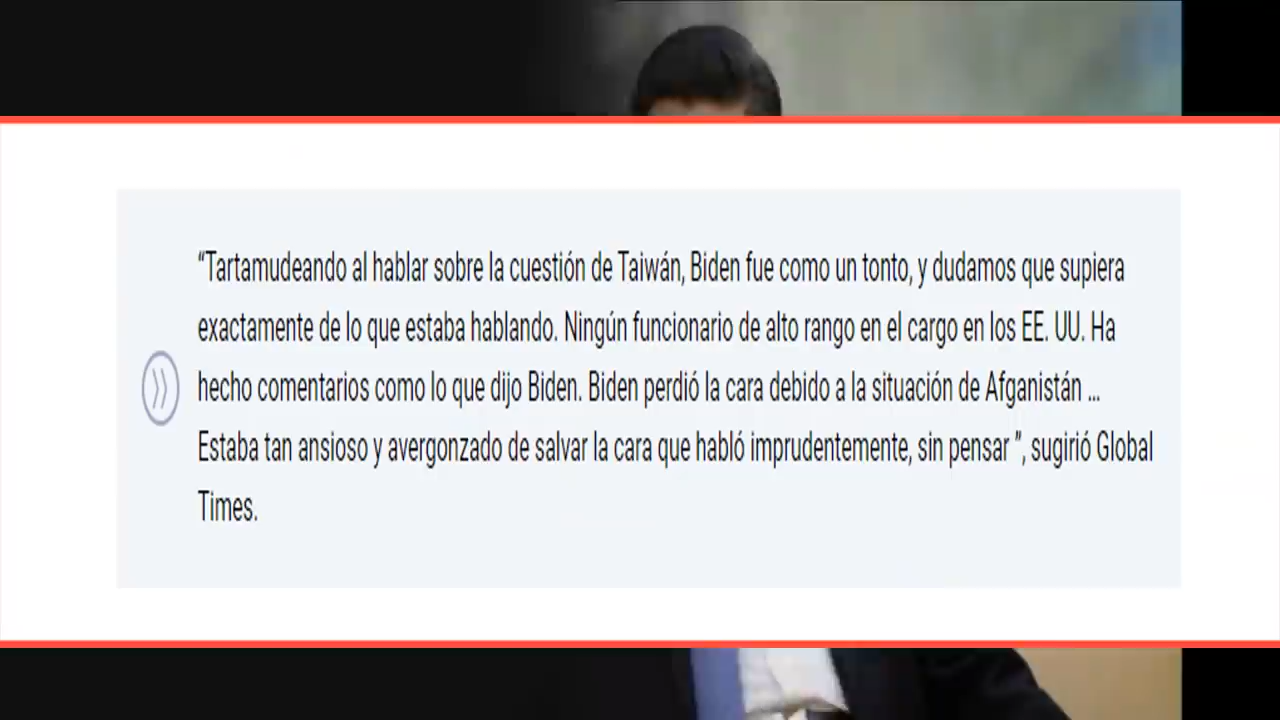 “Tartamudeando al hablar sobre la cuestión de Taiwán, Biden fue como un tonto, y dudamos que supiera
exactamente de lo que estaba hablando. Ningún funcionario de alto rango en el cargo en los EE. UU. Ha
hecho comentarios como lo que dijo Biden. Biden perdió la cara debido a la situación de Afganistán ...
Estaba tan ansioso y avergonzado de salvar la cara que habló imprudentemente, sin pensar ”, sugirió Global
Times.